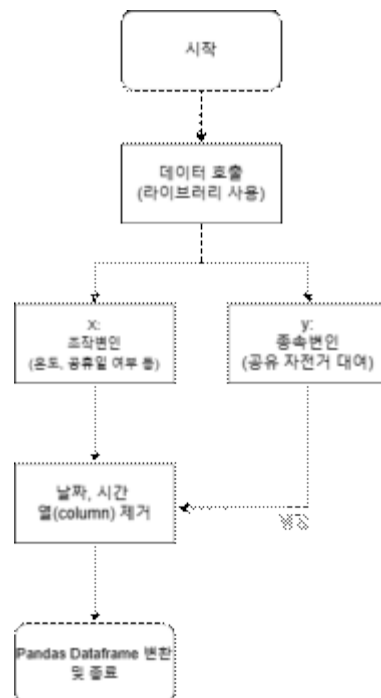 시작
데이터 호출
(라이브러리 사용)
x:
조작변인
(온도, 공휴일 여부 등)
y:
종속변인
(공유 자전거 대여)
날짜, 시간
열(column) 제거
Pandas Dataframe 변환
및 종료